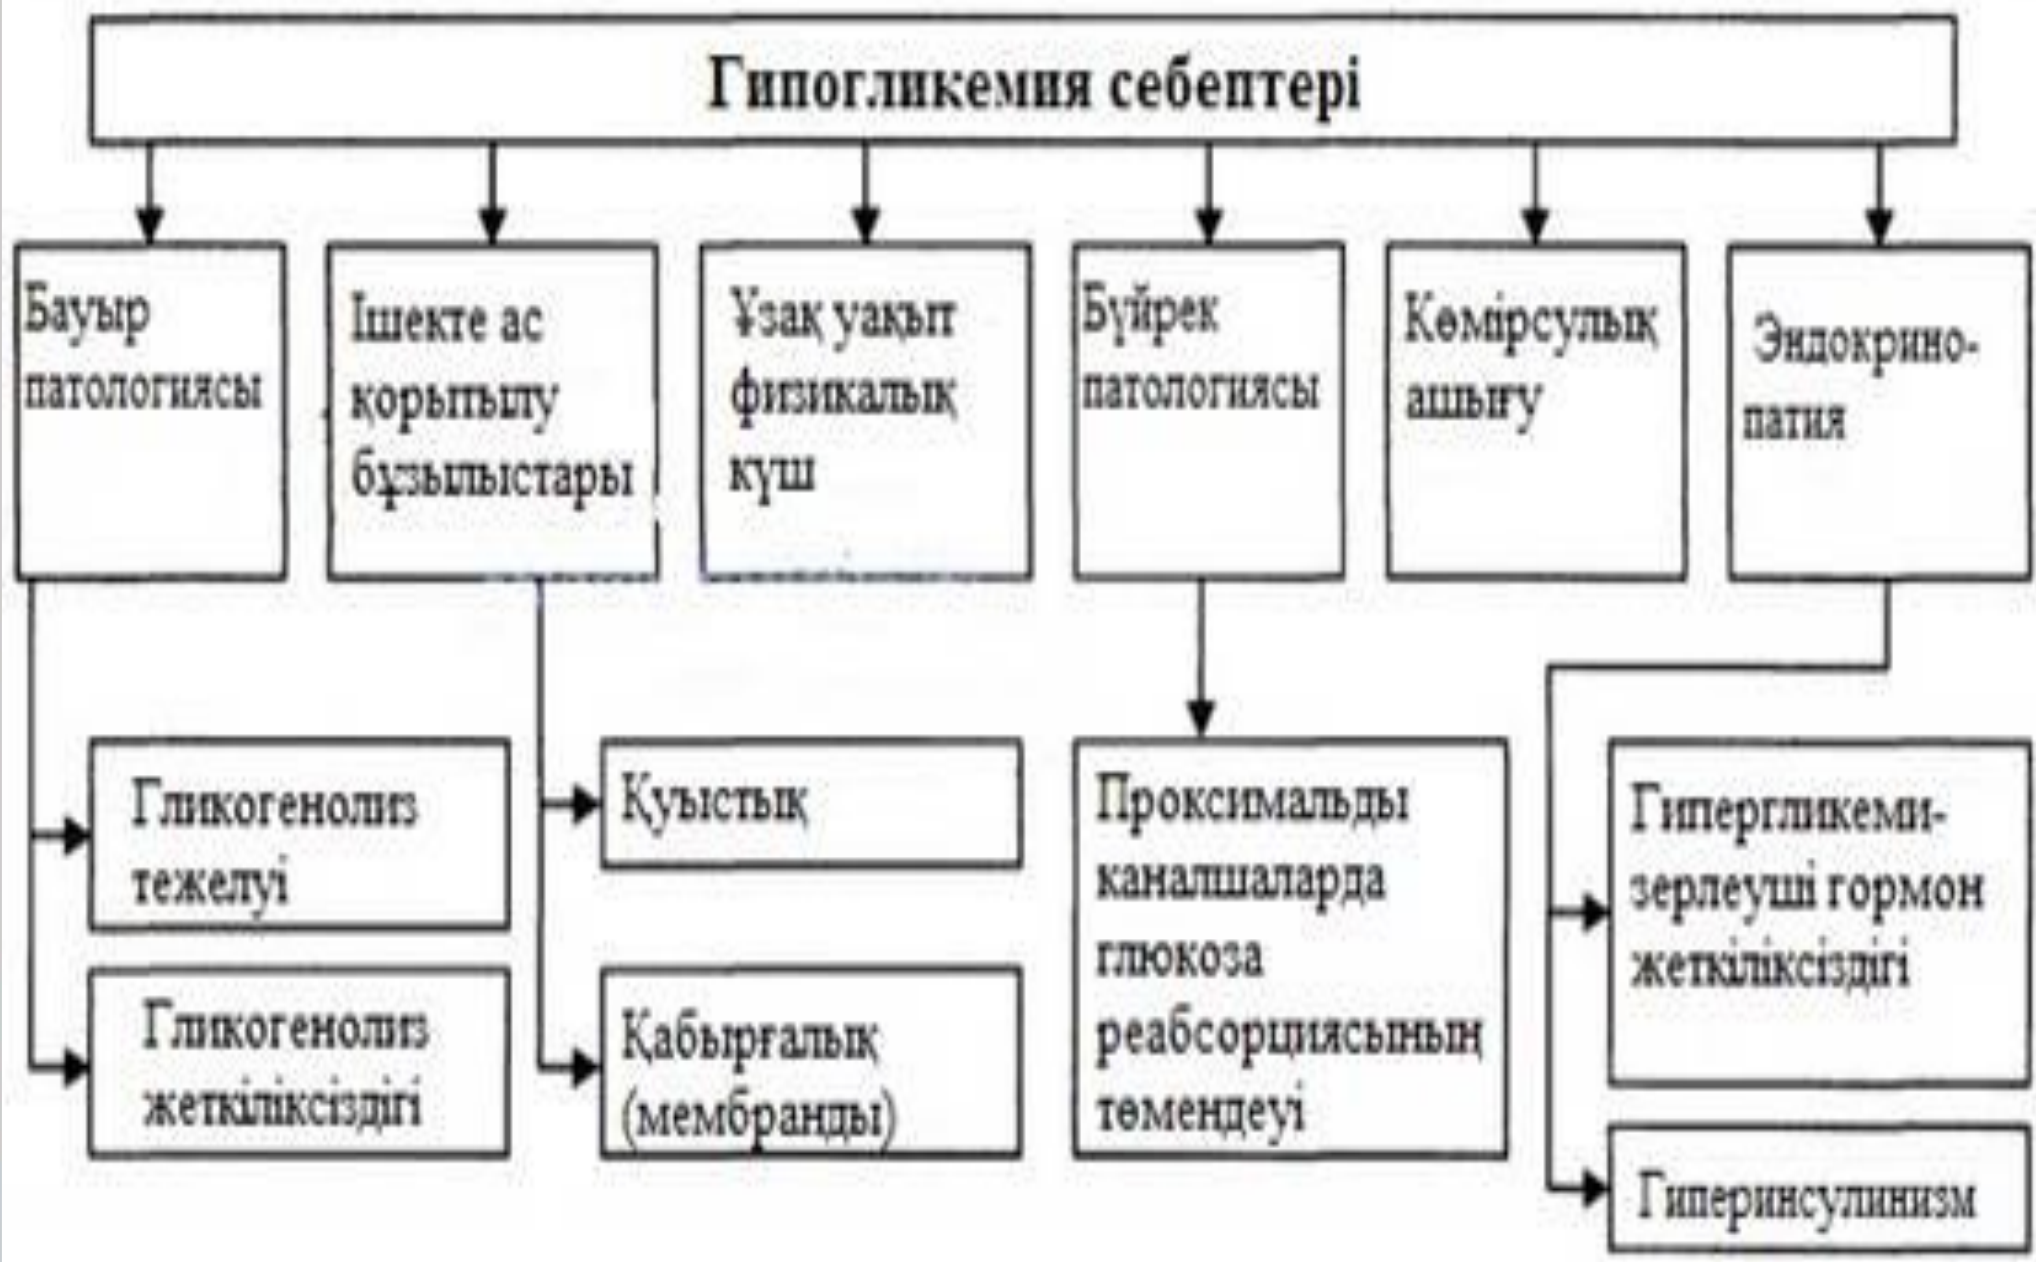 Гипогликемия себептері
Бауыр
патологиясы
Ішекте ас
қорытылу
бұзылыстары
Ұзақ уақыт
физикалық
күш
Бүйрек
патологиясы
Көмірсулық
ашығу
Эндокрино-
патия
Гликогенолиз
тежелуі
Гликогенолиз
жеткіліксіздігі
Қуыстық
Қабырғалық
(мембранды)
Проксимальды
каналшаларда
глюкоза
реабсорциясының
төмендеуі
Гипергликеми-
зерлеуші гормон
жеткіліксіздігі
Гиперинсулинизм